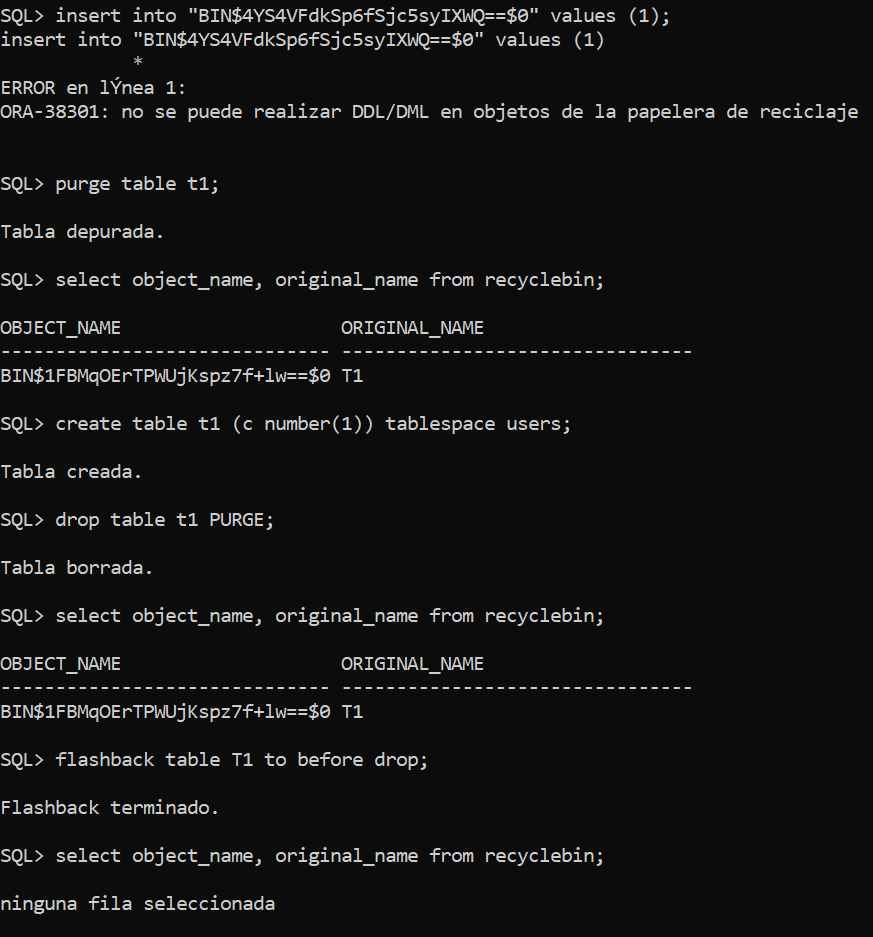 SQL> insert into "BIN$4YS4VFdkSp6fSjc5syIXWQ==$0" values (1);
insert into "BIN$4YS4VFdkSp6fSjc5syIXWQ==$0" values (1)
            *
ERROR en lÝnea 1:
ORA-38301: no se puede realizar DDL/DML en objetos de la papelera de reciclaje
SQL> purge table t1;
Tabla depurada.
SQL> select object_name, original_name from recyclebin;
OBJECT_NAME                    ORIGINAL_NAME
------------------------------ --------------------------------
BIN$1FBMqOErTPWUjKspz7f+lw==$0 T1
SQL> create table t1 (c number(1)) tablespace users;
Tabla creada.
SQL> drop table t1 PURGE;
Tabla borrada.
SQL> select object_name, original_name from recyclebin;
OBJECT_NAME                    ORIGINAL_NAME
------------------------------ --------------------------------
BIN$1FBMqOErTPWUjKspz7f+lw==$0 T1
SQL> flashback table T1 to before drop;
Flashback terminado.
SQL> select object_name, original_name from recyclebin;
ninguna fila seleccionada